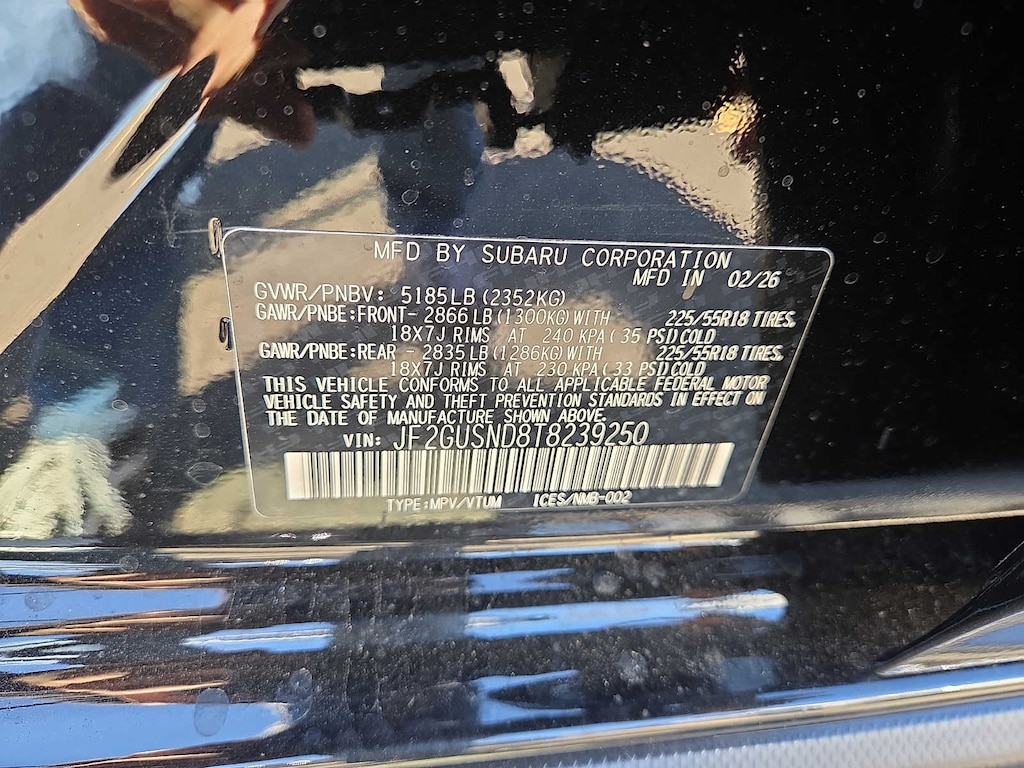 MFD BY SUBARU CORPORATION
MFD IN 02/26
GVWR/PNBV: 5185LB (2352KG)
GAWR/PNBE:FRONT- 2866 LB (1300KG) WITH 225/55R18 TIRES,
18X7J RIMS AT 240 KPA ( 35 PSI) COLD
GAWR/PNBE:REAR - 2835 LB (1286KG) WITH 225/55R18 TIRES,
18X7J RIMS AT 230 KPA ( 33 PSI) COLD
THIS VEHICLE CONFORMS TO ALL APPLICABLE FEDERAL MOTOR
VEHICLE SAFETY AND THEFT PREVENTION STANDARDS IN EFFECT ON
THE DATE OF MANUFACTURE SHOWN ABOVE.
VIN: JF2GUSND8T8239250
TYPE:MPV/VTUM ICES/NMB-002